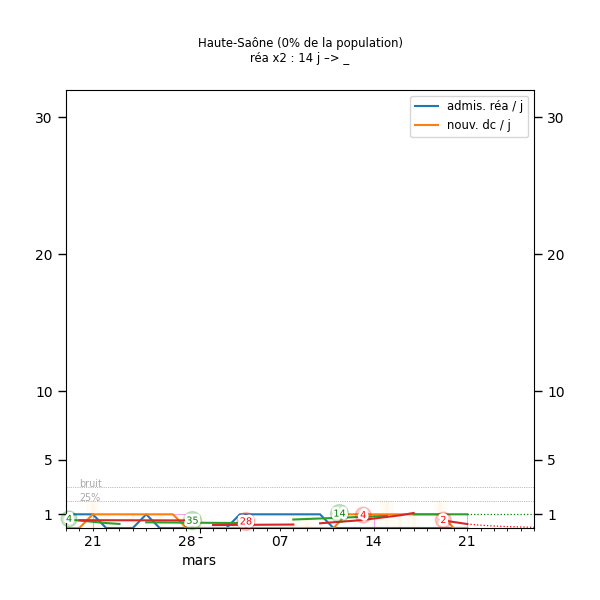 Haute-Saône (0% de la population)
réa x2 : 14 j –> _
admis. réa / j
nouv. dc / j
30 30
20 20
10 10
5 5
bruit
25%
1 1
4 35 28 14 4 2
21 28 07 14 21
mars